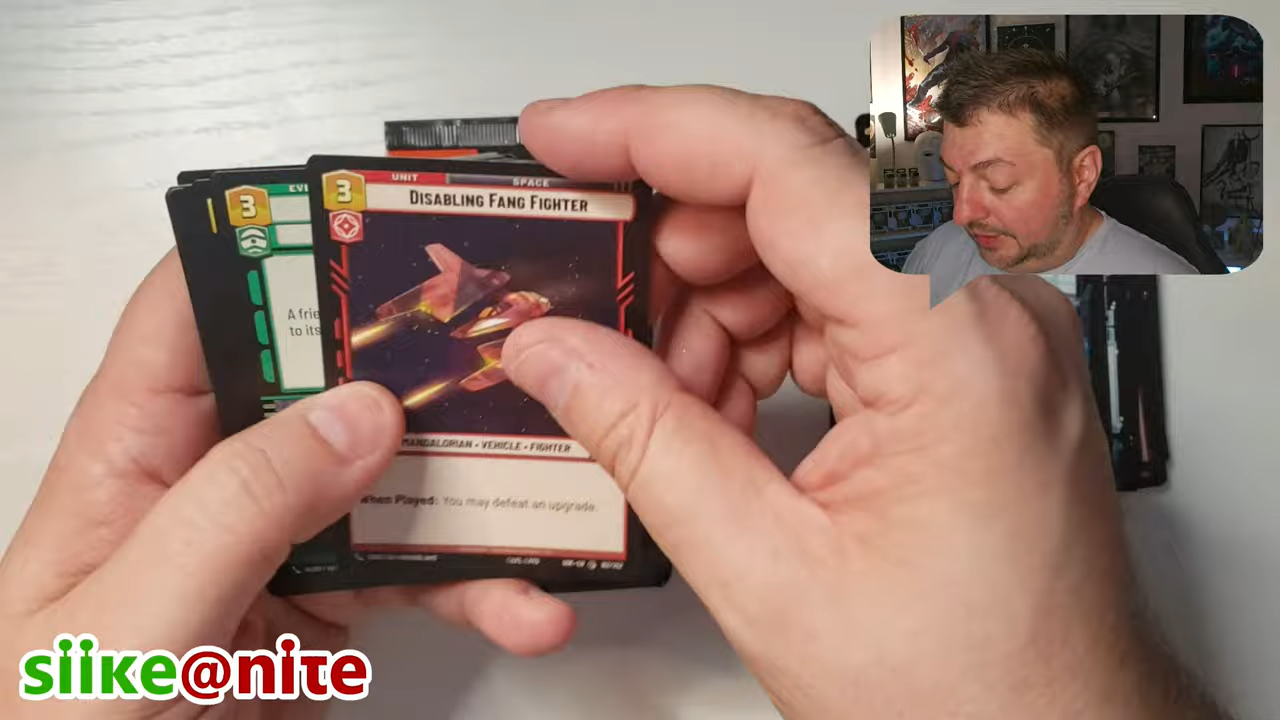 3
UNIT
SPACE
DISABLING FANG FIGHTER
3
EV
A frie
to its
MANDALORIAN • VEHICLE • FIGHTER
When Played: You may defeat an upgrade.
siike@nite